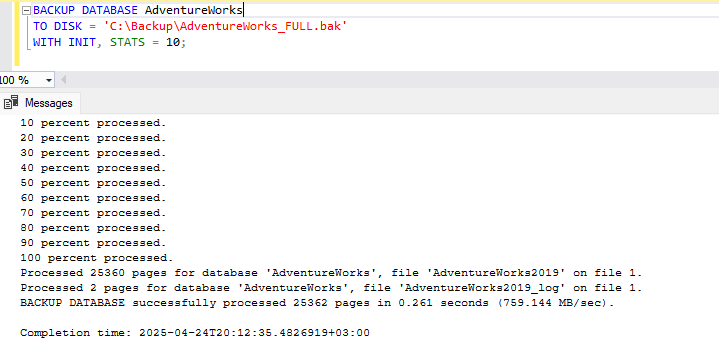 BACKUP DATABASE AdventureWorks
TO DISK = 'C:\Backup\AdventureWorks_FULL.bak'
WITH INIT, STATS = 10;
100 %
Messages
10 percent processed.
20 percent processed.
30 percent processed.
40 percent processed.
50 percent processed.
60 percent processed.
70 percent processed.
80 percent processed.
90 percent processed.
100 percent processed.
Processed 25360 pages for database 'AdventureWorks', file 'AdventureWorks2019' on file 1.
Processed 2 pages for database 'AdventureWorks', file 'AdventureWorks2019_log' on file 1.
BACKUP DATABASE successfully processed 25362 pages in 0.261 seconds (759.144 MB/sec).
Completion time: 2025-04-24T20:12:35.4826919+03:00